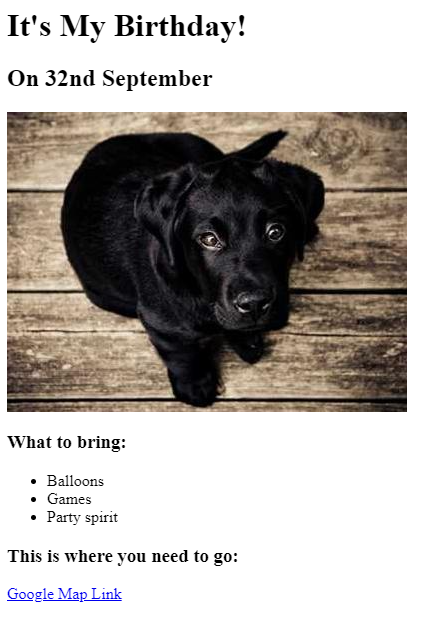 It's My Birthday!
On 32nd September
What to bring:
Balloons
Games
Party spirit
This is where you need to go:
Google Map Link